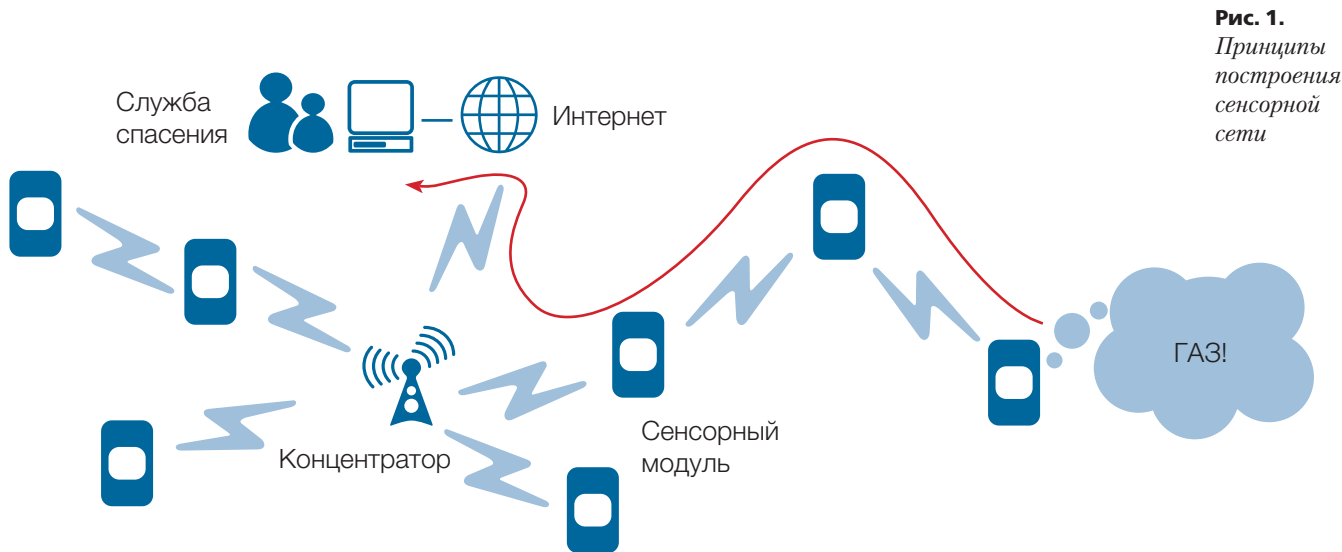 Рис. 1.
Принципы
построения
сенсорной
сети
Служба
спасения
Интернет
ГАЗ!
Сенсорный
модуль
Концентратор